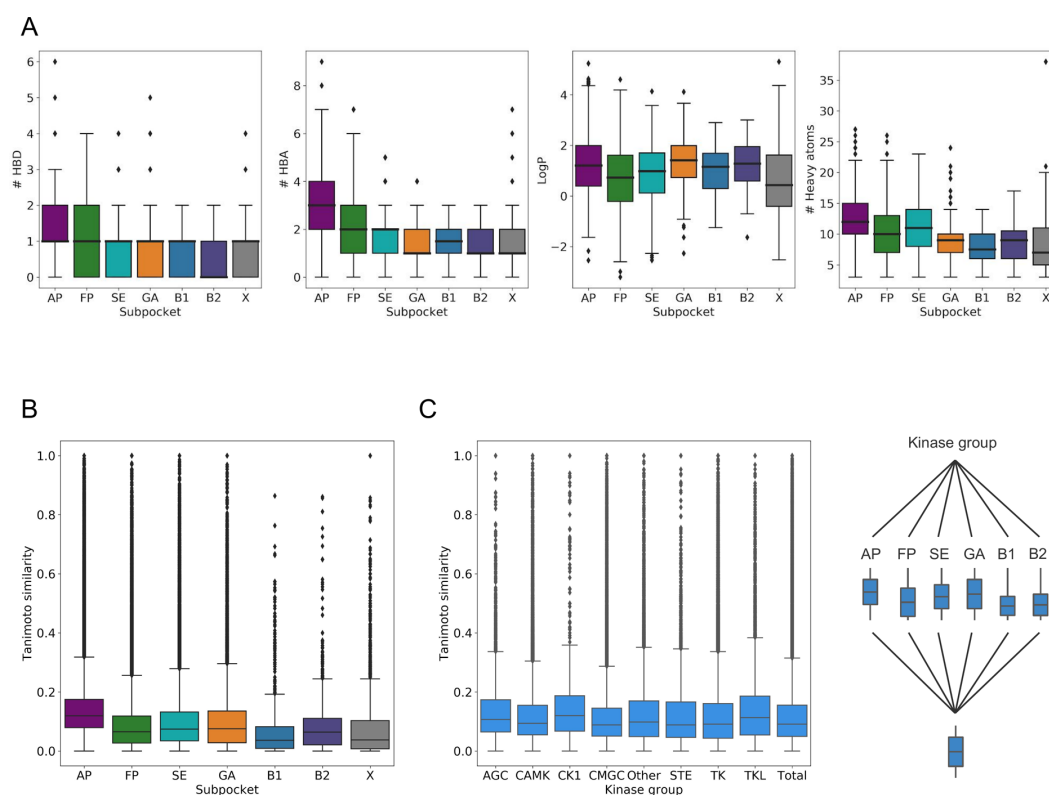 A
# HBD
6
5
4
3
2
1
0
AP FP SE GA B1 B2 X
Subpocket
# HBA
8
6
4
2
0
AP FP SE GA B1 B2 X
Subpocket
LogP
4
2
0
−2
AP FP SE GA B1 B2 X
Subpocket
# Heavy atoms
35
30
25
20
15
10
5
AP FP SE GA B1 B2 X
Subpocket
B
Tanimoto similarity
1.0
0.8
0.6
0.4
0.2
0.0
AP FP SE GA B1 B2 X
Subpocket
C
Tanimoto similarity
1.0
0.8
0.6
0.4
0.2
0.0
AGC CAMK CK1 CMGC Other STE TK TKL Total
Kinase group
Kinase group
AP FP SE GA B1 B2